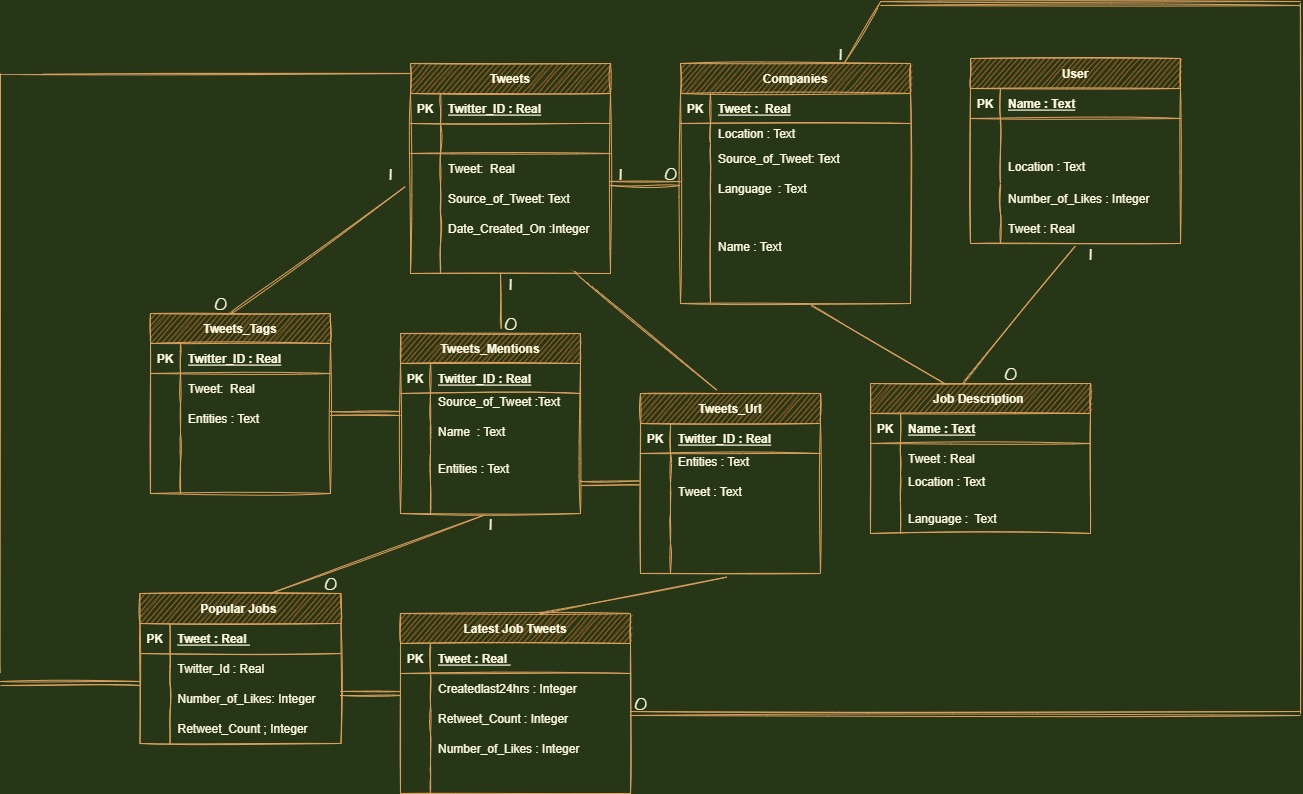 I
Tweets
PK Twitter_ID : Real
Tweet: Real
Source_of_Tweet: Text
Date_Created_On :Integer
I
I
O
Companies
PK Tweet : Real
Location : Text
Source_of_Tweet: Text
Language : Text
Name : Text
User
PK Name : Text
Location : Text
Number_of_Likes : Integer
Tweet : Real
I
I
O
O
O
Tweets_Tags
PK Twitter_ID : Real
Tweet: Real
Entities : Text
Tweets_Mentions
PK Twitter_ID : Real
Source_of_Tweet :Text
Name : Text
Entities : Text
I
Tweets_Url
PK Twitter_ID : Real
Entities : Text
Tweet : Text
Job Description
PK Name : Text
Tweet : Real
Location : Text
Language : Text
O
Popular Jobs
PK Tweet : Real
Twitter_Id : Real
Number_of_Likes: Integer
Retweet_Count ; Integer
Latest Job Tweets
PK Tweet : Real
Createdlast24hrs : Integer
Retweet_Count : Integer
Number_of_Likes : Integer
O